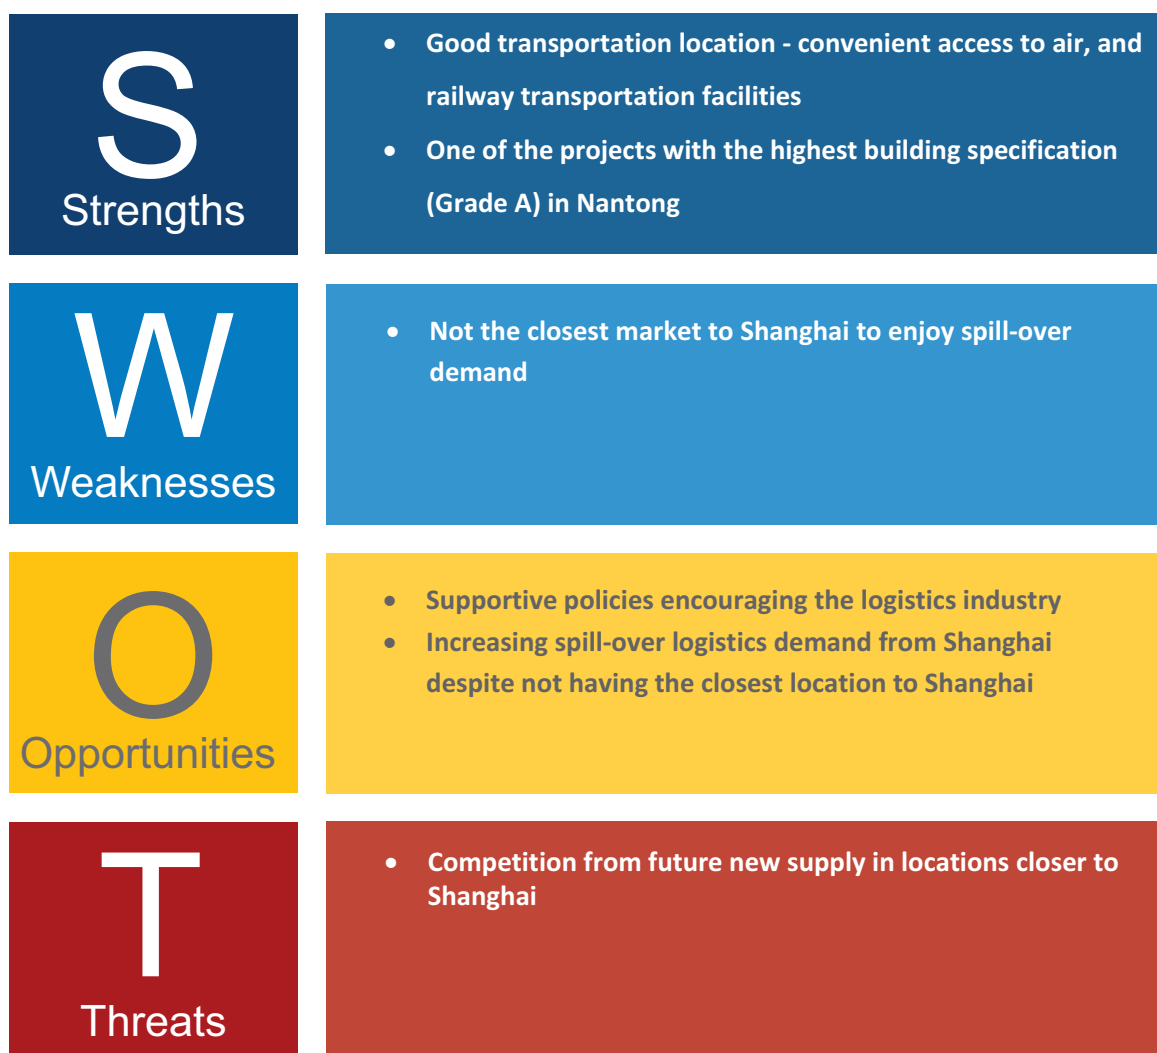 S
Strengths
• Good transportation location - convenient access to air, and
railway transportation facilities
• One of the projects with the highest building specification
(Grade A) in Nantong
W
Weaknesses
• Not the closest market to Shanghai to enjoy spill-over
demand
O
Opportunities
• Supportive policies encouraging the logistics industry
• Increasing spill-over logistics demand from Shanghai
despite not having the closest location to Shanghai
T
Threats
• Competition from future new supply in locations closer to
Shanghai